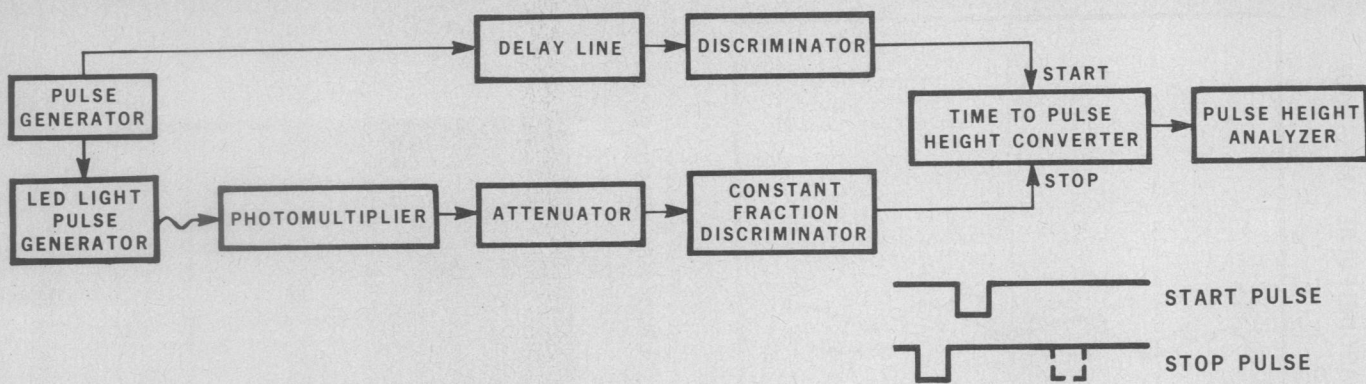 DELAY LINE
DISCRIMINATOR
START
PULSE
GENERATOR
TIME TO PULSE
HEIGHT CONVERTER
PULSE HEIGHT
ANALYZER
STOP
LED LIGHT
PULSE
GENERATOR
PHOTOMULTIPLIER
ATTENUATOR
CONSTANT
FRACTION
DISCRIMINATOR
START PULSE
STOP PULSE